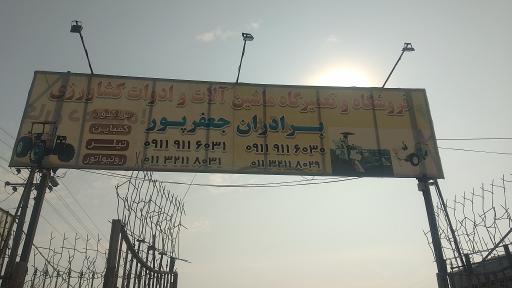 فروشگاه و تعمیرگاه ماشین آلات و ادوات کشاورزی
برادران جعفرپور
تراکتور
کمباین
تیلر
روتیواتور
۰۹۱۱ ۹۱۱ ۶۰۳۰
۰۹۱۱ ۹۱۱ ۶۰۳۱
۰۱۱ ۳۲۱۱ ۸۰۲۹
۰۱۱ ۳۲۱۱ ۸۰۳۱